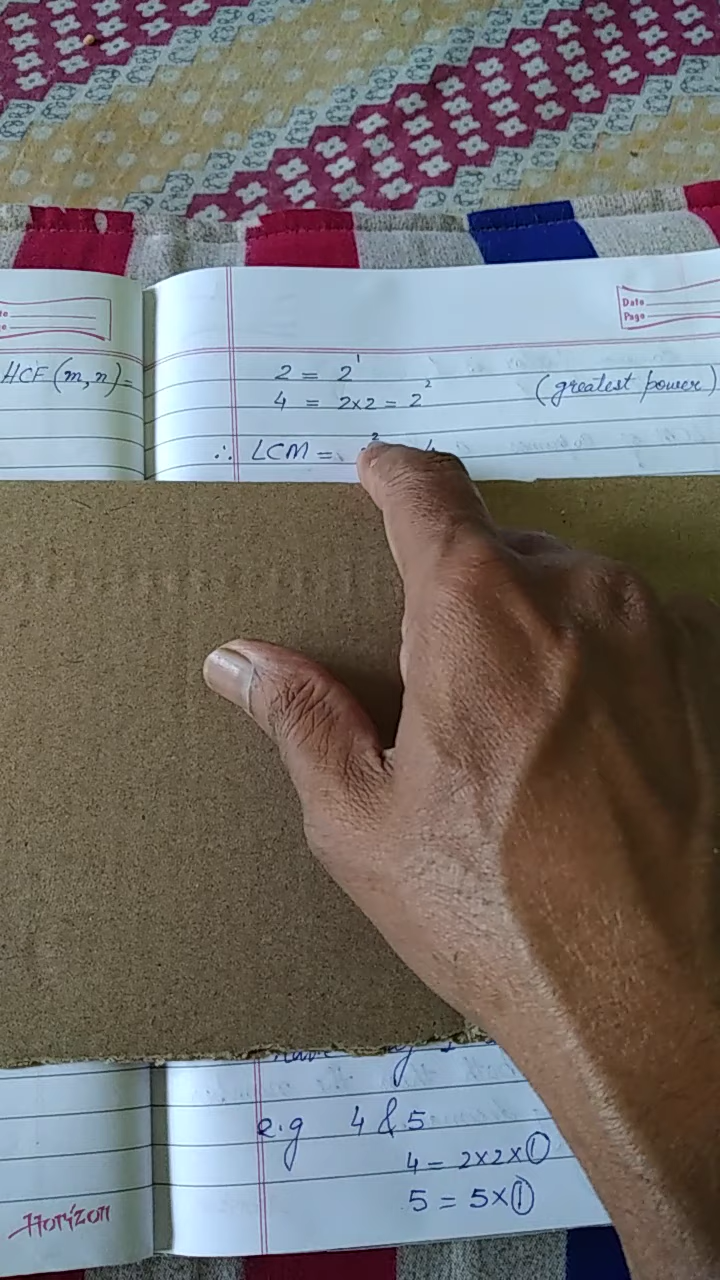 Date
Page
HCF (m, n) =
2 = 2¹
4 = 2×2 = 2²
(greatest power)
∴ LCM =
e.g 4 & 5
4 = 2×2×①
5 = 5×①
Horizon